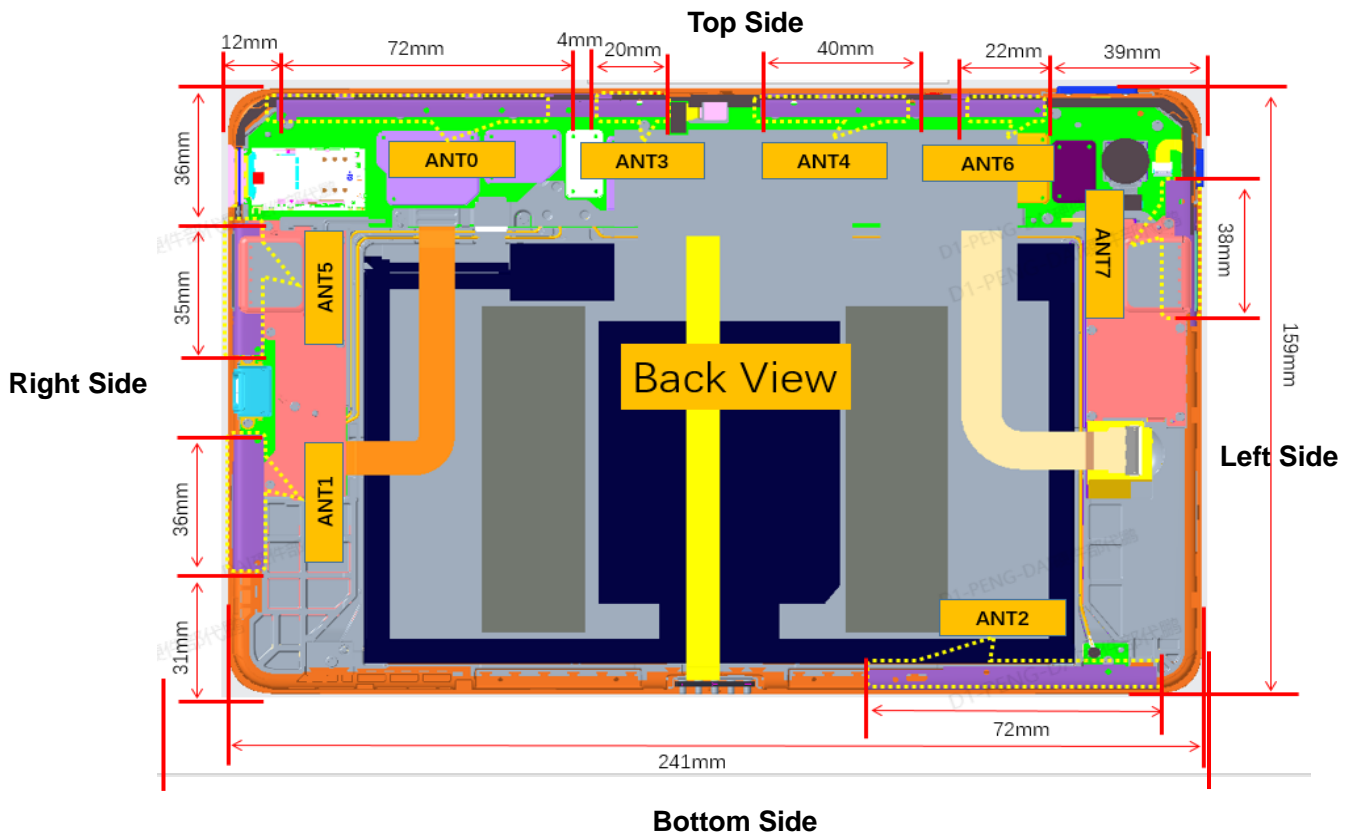 Top Side
12mm
72mm
4mm
20mm
40mm
22mm
39mm
36mm
ANT0
ANT3
ANT4
ANT6
ANT5
ANT7
38mm
35mm
159mm
Back View
Right Side
Left Side
ANT1
36mm
ANT2
31mm
72mm
241mm
Bottom Side